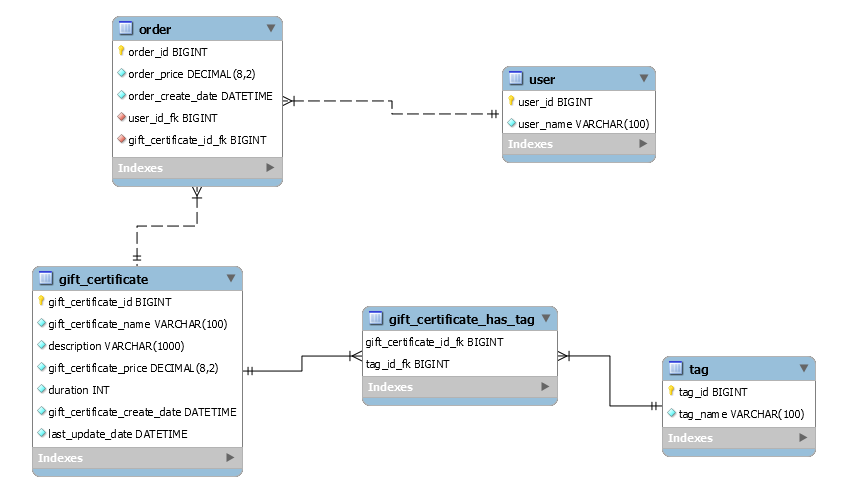 order
order_id BIGINT
order_price DECIMAL(8,2)
order_create_date DATETIME
user_id_fk BIGINT
gift_certificate_id_fk BIGINT
Indexes
user
user_id BIGINT
user_name VARCHAR(100)
Indexes
gift_certificate
gift_certificate_id BIGINT
gift_certificate_name VARCHAR(100)
description VARCHAR(1000)
gift_certificate_price DECIMAL(8,2)
duration INT
gift_certificate_create_date DATETIME
last_update_date DATETIME
Indexes
gift_certificate_has_tag
gift_certificate_id_fk BIGINT
tag_id_fk BIGINT
Indexes
tag
tag_id BIGINT
tag_name VARCHAR(100)
Indexes